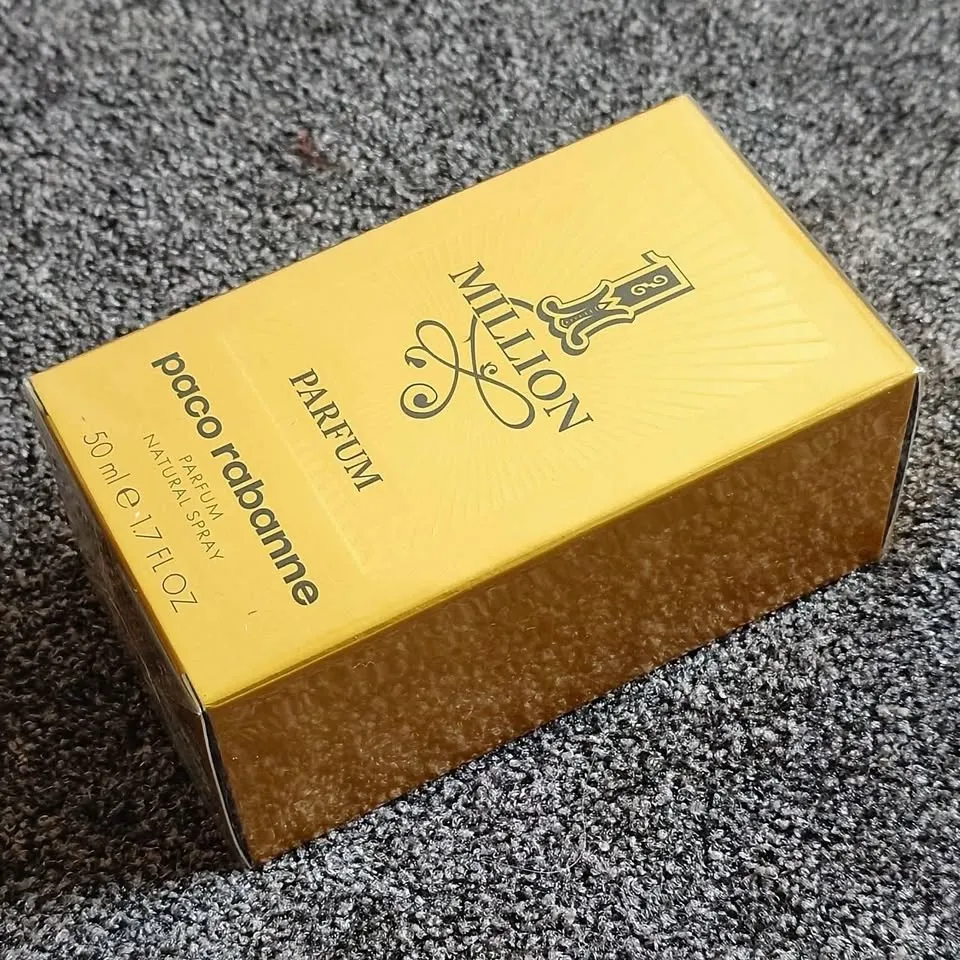 1
MILLION
PARFUM
paco rabanne
PARFUM
NATURAL SPRAY
50 ml e 1.7 FL OZ